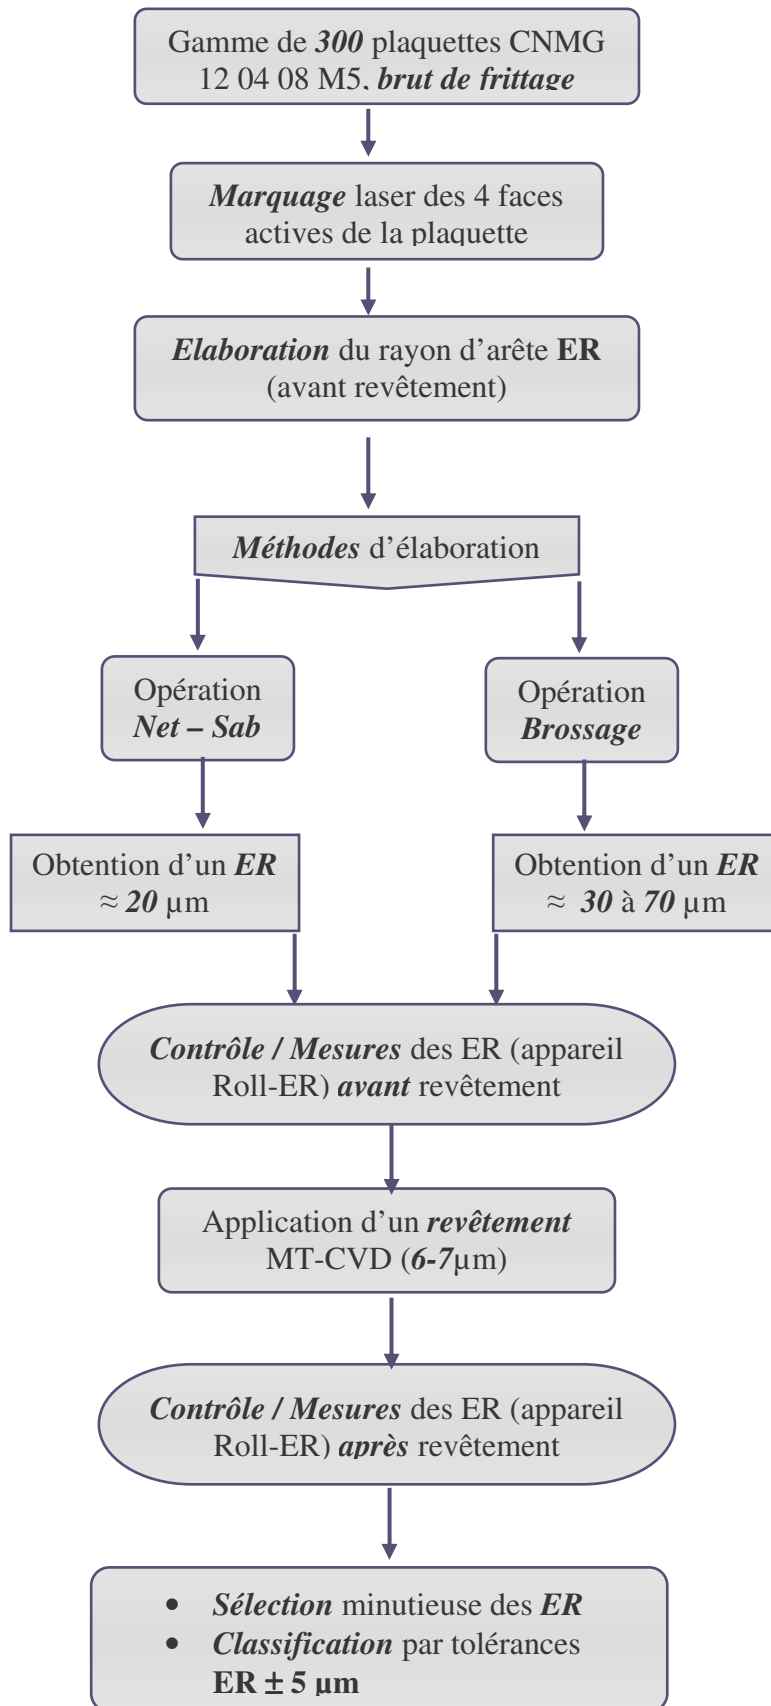 Gamme de 300 plaquettes CNMG
12 04 08 M5, brut de frittage
Marquage laser des 4 faces
actives de la plaquette
Elaboration du rayon d’arête ER
(avant revêtement)
Méthodes d’élaboration
Opération
Net – Sab
Opération
Brossage
Obtention d’un ER
≈ 20 µm
Obtention d’un ER
≈ 30 à 70 µm
Contrôle / Mesures des ER (appareil
Roll-ER) avant revêtement
Application d’un revêtement
MT-CVD (6-7µm)
Contrôle / Mesures des ER (appareil
Roll-ER) après revêtement
• Sélection minutieuse des ER
• Classification par tolérances
ER ± 5 µm